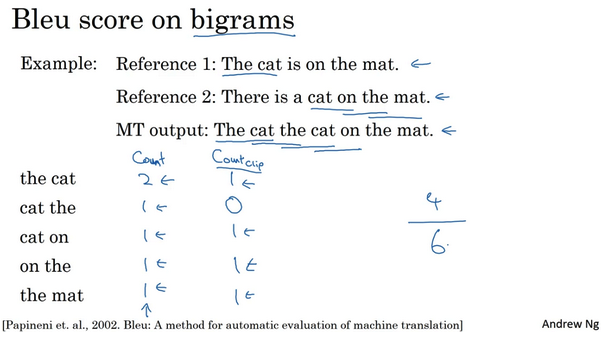 Bleu score on bigrams
Example: Reference 1: The cat is on the mat. ←
Reference 2: There is a cat on the mat. ←
MT output: The cat the cat on the mat. ←
Count Countclip
the cat 2 ← 1 ←
cat the 1 ← 0
cat on 1 ← 1 ←
on the 1 ← 1 ←
the mat 1 ← 1 ←
↑
4
6
[Papineni et. al., 2002. Bleu: A method for automatic evaluation of machine translation] Andrew Ng